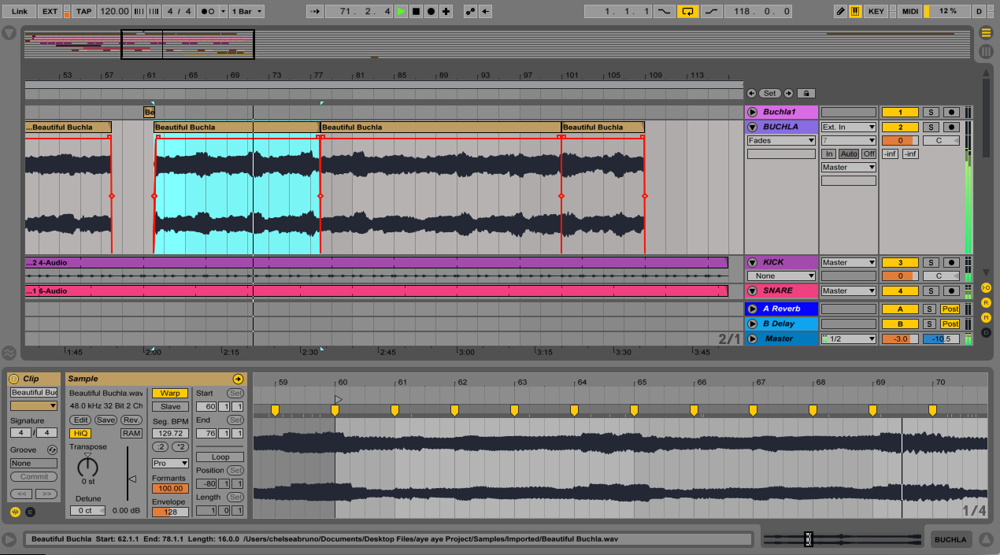 Link EXT TAP 120.00 4 / 4 1 Bar 71. 2. 4 1. 1. 1 118. 0. 0 KEY MIDI 12 % D
53 57 61 65 69 73 77 81 85 89 93 97 101 105 109 113
Set
Be
Buchla1 1 S
...Beautiful Buchla Beautiful Buchla Beautiful Buchla Beautiful Buchla
BUCHLA Ext. In 2 S
Fades 7 0 C
In Auto Off -inf -inf
Master
...2 4-Audio
KICK Master 3 S
None 0 C
...1 6-Audio
SNARE Master 4 S
A Reverb A S Post
B Delay B S Post
2/1
Master 1/2 -3.0 -10.5
1:45 2:00 2:15 2:30 2:45 3:00 3:15 3:30 3:45
I·O
R
M
D
Clip
Beautiful Buc
Signature
4 / 4
Groove
None
Commit
<< >>
E
Sample
Beautiful Buchla.wav
48.0 kHz 32 Bit 2 Ch
Edit Save Rev.
HiQ RAM
Transpose
0 st
Detune
0 ct 0.00 dB
Warp
Slave
Seg. BPM
129.72
:2 *2
Pro
Formants
100.00
Envelope
128
Start Set
60 1 1
End Set
76 1 1
Loop
Position Set
-80 1 1
Length Set
1 0 1
59 60 61 62 63 64 65 66 67 68 69 70
1/4
Beautiful Buchla Start: 62.1.1 End: 78.1.1 Length: 16.0.0 /Users/chelseabruno/Documents/Desktop Files/aye aye Project/Samples/Imported/Beautiful Buchla.wav
BUCHLA